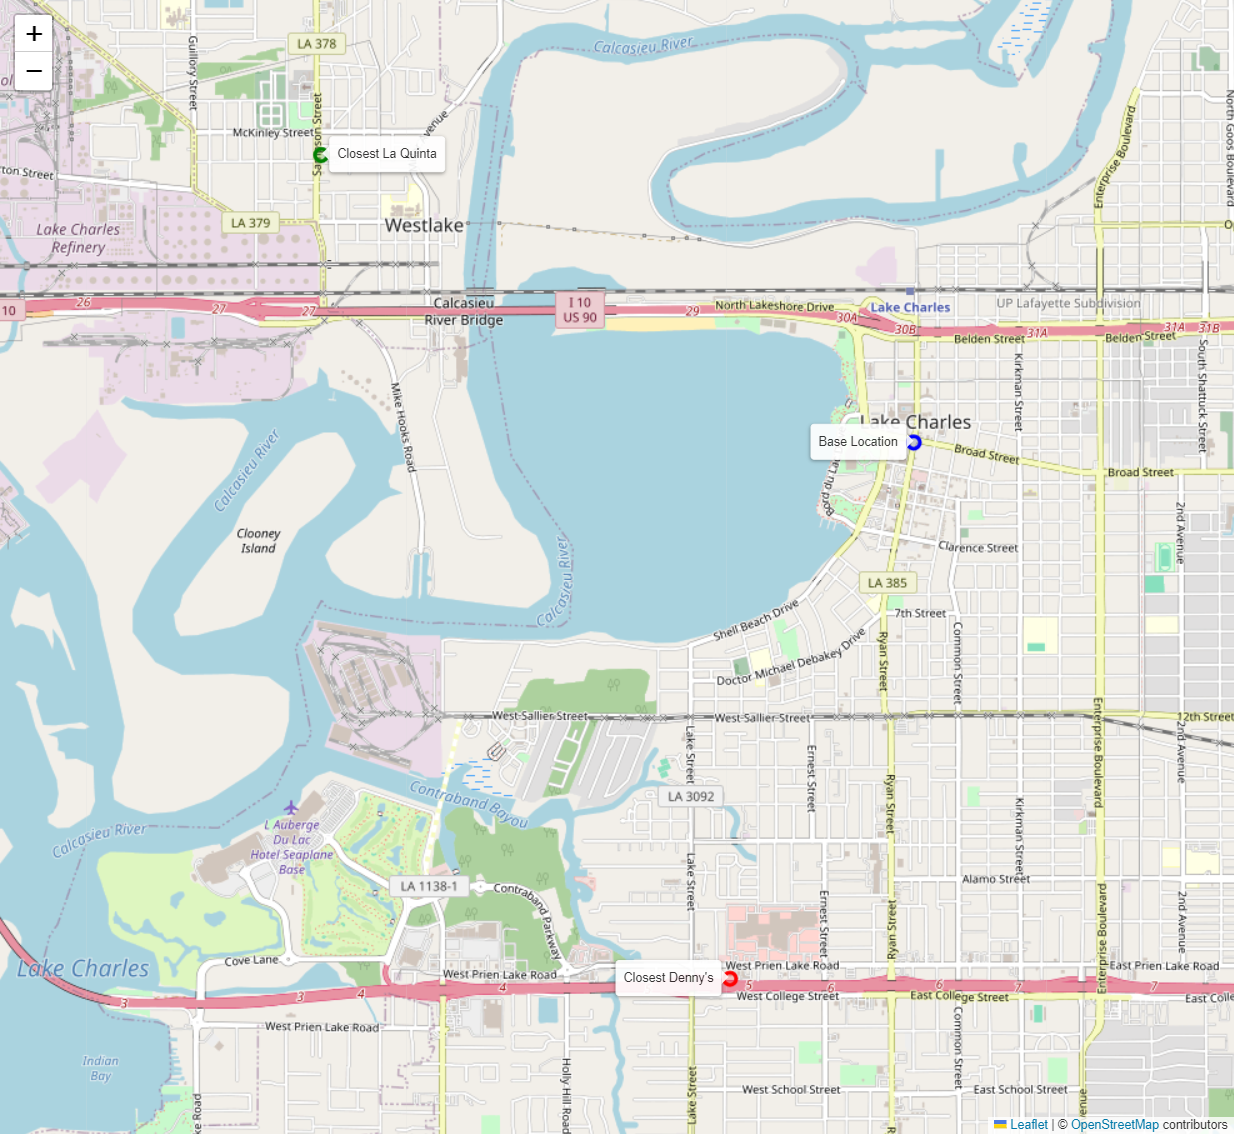 +
−
Calcasieu River
LA 378
Guillory Street
McKinley Street
Closest La Quinta
LA 379
Lake Charles
Refinery
Westlake
Enterprise Boulevard
North Goos Boulevard
26
27
27
10
Calcasieu
River Bridge
I 10
US 90
29
North Lakeshore Drive
30A
30B
Lake Charles
UP Lafayette Subdivision
31A
31A
31B
Belden Street
Belden Street
Kirkman Street
South Shattuck Street
Mike Hooks Road
Lake Charles
Base Location
Broad Street
Broad Street
Calcasieu River
Clooney
Island
Calcasieu River
Clarence Street
2nd Avenue
LA 385
7th Street
Shell Beach Drive
Doctor Michael Debakey Drive
Ryan Street
Common Street
West Sallier Street
West Sallier Street
12th Street
Enterprise Boulevard
2nd Avenue
Lake Street
Ernest Street
LA 3092
Ryan Street
Kirkman Street
Contraband Bayou
L'Auberge
Du Lac
Hotel Seaplane
Base
Calcasieu River
LA 1138-1
Contraband Parkway
Lake Street
Ernest Street
Alamo Street
Ryan Street
Enterprise Boulevard
2nd Avenue
Lake Charles
Cove Lane
West Prien Lake Road
Closest Denny's
West Prien Lake Road
East Prien Lake Road
3
3
4
4
5
6
6
7
7
West College Street
East College Street
West Prien Lake Road
Common Street
Indian
Bay
Holly Hill Road
Lake Street
West School Street
East School Street
Leaflet | © OpenStreetMap contributors